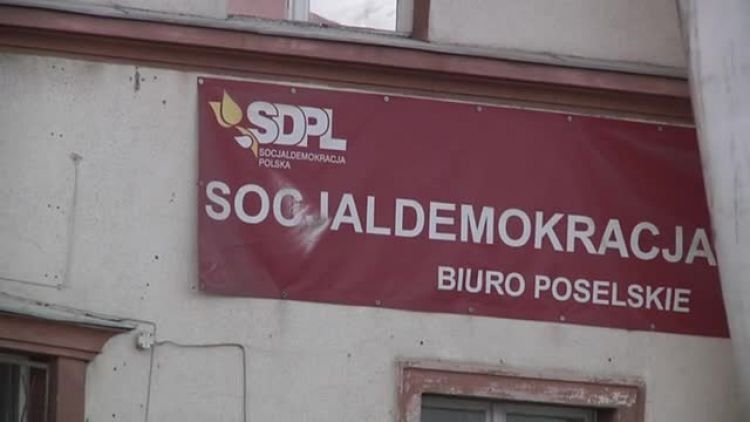 SDPL
SOCJALDEMOKRACJA
POLSKA
SOCJALDEMOKRACJA
BIURO POSELSKIE